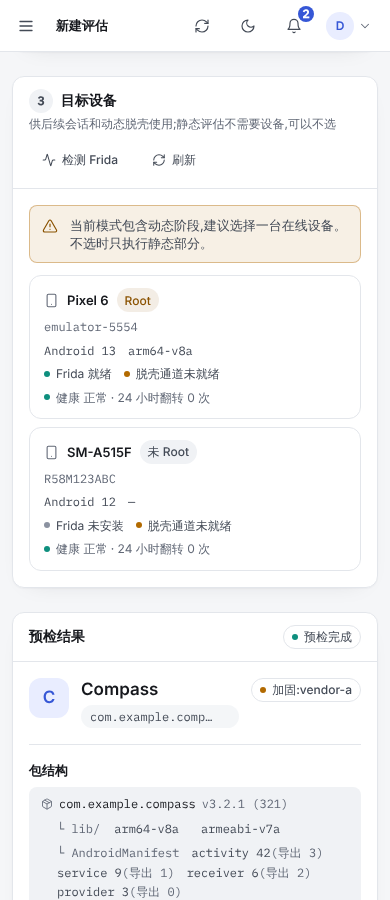 新建评估
2
D
3 目标设备
供后续会话和动态脱壳使用;静态评估不需要设备,可以不选
检测 Frida 刷新
当前模式包含动态阶段,建议选择一台在线设备。
不选时只执行静态部分。
Pixel 6 Root
emulator-5554
Android 13 arm64-v8a
Frida 就绪 脱壳通道未就绪
健康 正常 · 24 小时翻转 0 次
SM-A515F 未 Root
R58M123ABC
Android 12 —
Frida 未安装 脱壳通道未就绪
健康 正常 · 24 小时翻转 0 次
预检结果 预检完成
C Compass 加固:vendor-a
com.example.comp…
包结构
com.example.compass v3.2.1 (321)
└ lib/ arm64-v8a armeabi-v7a
└ AndroidManifest activity 42(导出 3)
service 9(导出 1) receiver 6(导出 2)
provider 3(导出 0)